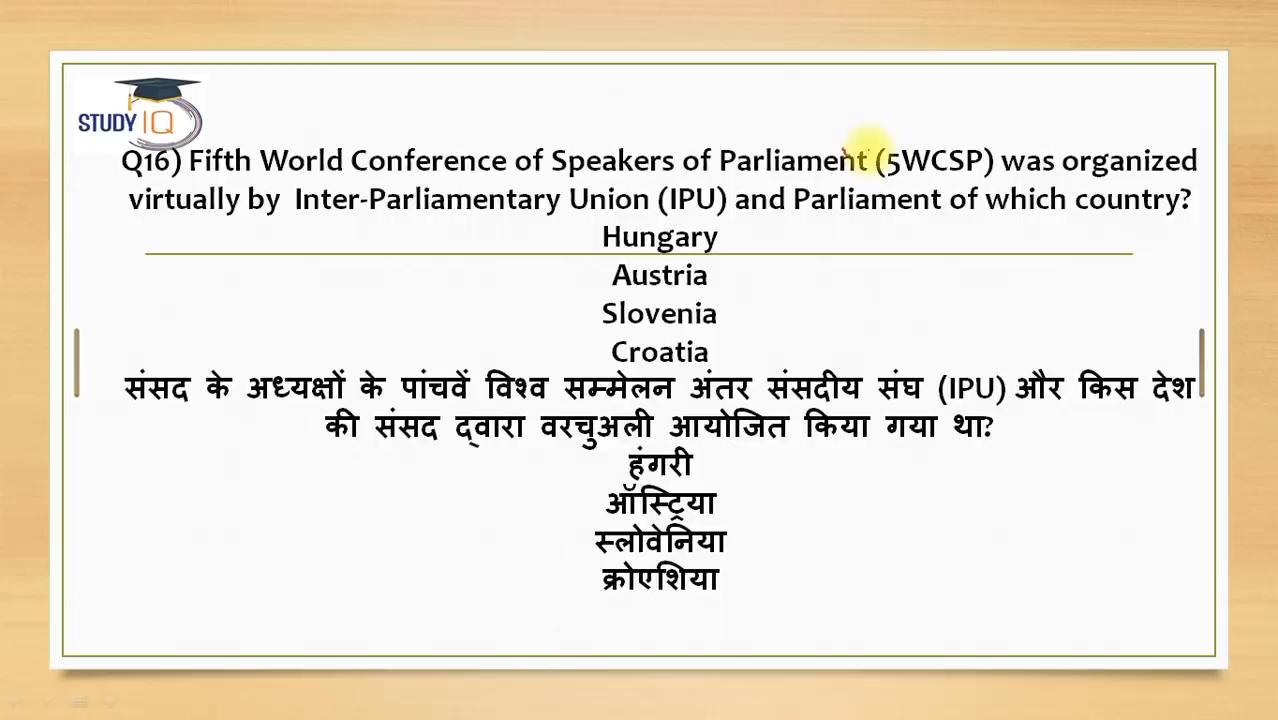 STUDY IQ
Q16) Fifth World Conference of Speakers of Parliament (5WCSP) was organized
virtually by Inter-Parliamentary Union (IPU) and Parliament of which country?
Hungary
Austria
Slovenia
Croatia
संसद के अध्यक्षों के पांचवें विश्व सम्मेलन अंतर संसदीय संघ (IPU) और किस देश
की संसद द्वारा वरचुअली आयोजित किया गया था?
हंगरी
ऑस्ट्रिया
स्लोवेनिया
क्रोएशिया